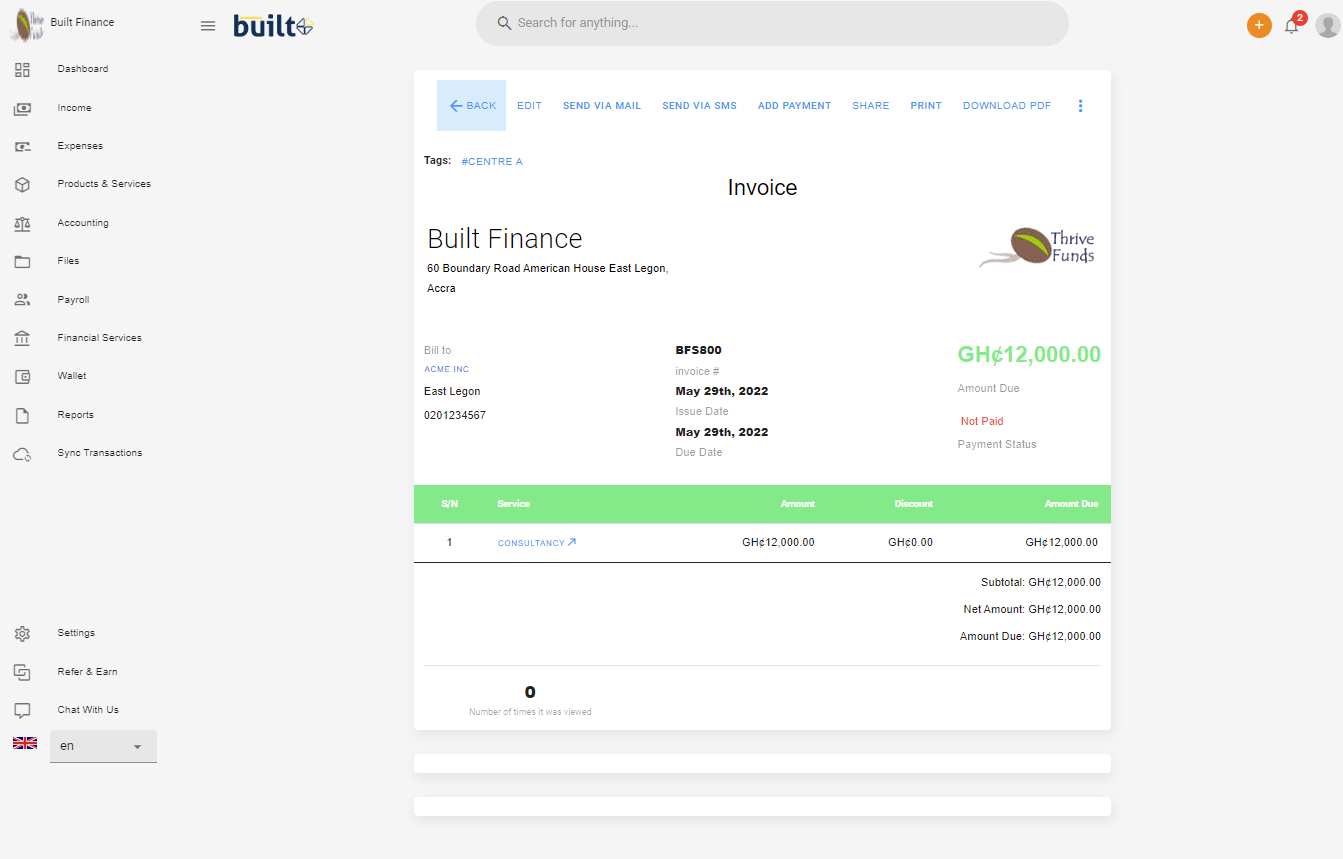 Built Finance
built
Search for anything...
+
2
Dashboard
Income
Expenses
Products & Services
Accounting
Files
Payroll
Financial Services
Wallet
Reports
Sync Transactions
Settings
Refer & Earn
Chat With Us
en
BACK EDIT SEND VIA MAIL SEND VIA SMS ADD PAYMENT SHARE PRINT DOWNLOAD PDF
Tags: #CENTRE A
Invoice
Built Finance
60 Boundary Road American House East Legon,
Accra
Thrive
Funds
Bill to
ACME INC
East Legon
0201234567
BFS800
invoice #
May 29th, 2022
Issue Date
May 29th, 2022
Due Date
GH¢12,000.00
Amount Due
Not Paid
Payment Status
S/N Service Amount Discount Amount Due
1 CONSULTANCY GH¢12,000.00 GH¢0.00 GH¢12,000.00
Subtotal: GH¢12,000.00
Net Amount: GH¢12,000.00
Amount Due: GH¢12,000.00
0
Number of times it was viewed